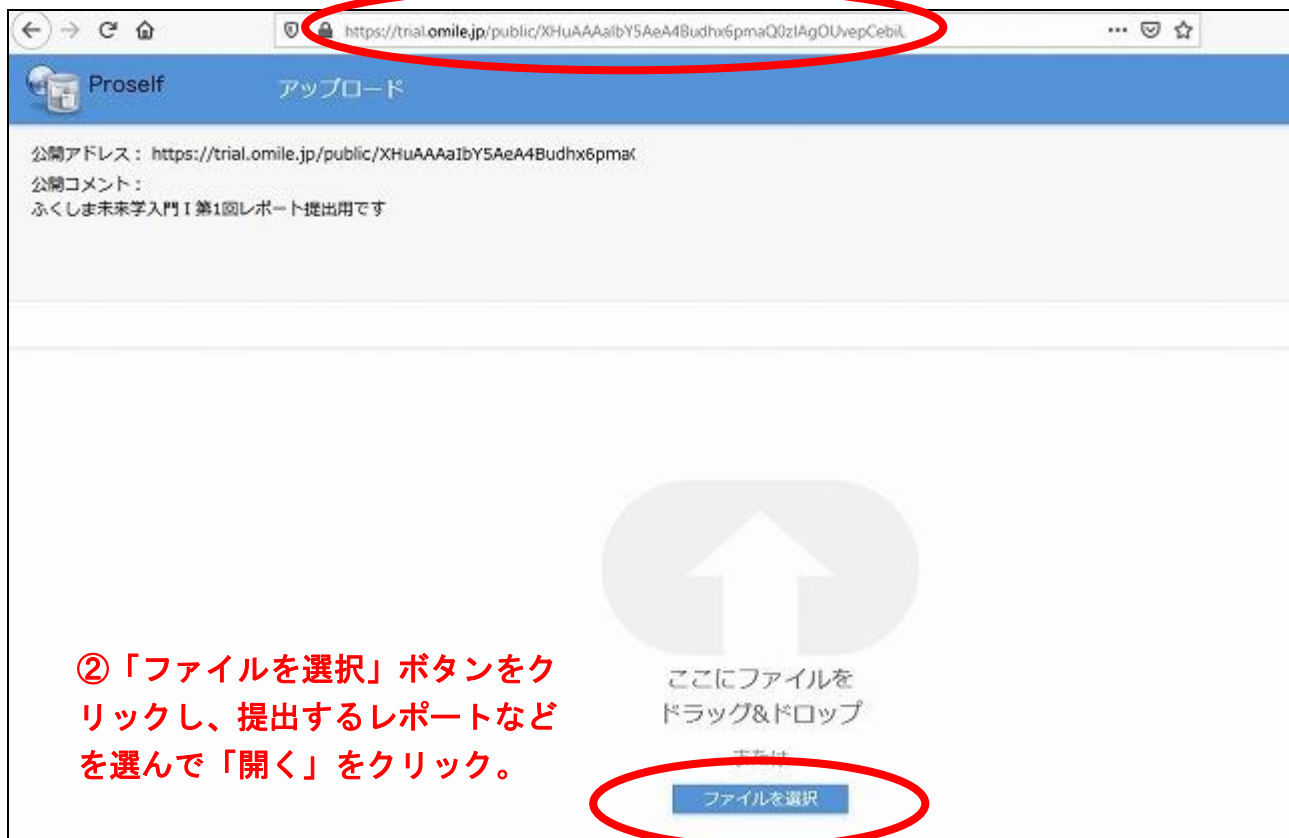 https://trial.omile.jp/public/XHuAAAaIbY5AeA4Budhx6pmaQ0zIAgOUvepCebiU
Proself
アップロード
公開アドレス： https://trial.omile.jp/public/XHuAAAaIbY5AeA4Budhx6pma
公開コメント：
ふくしま未来学入門Ⅰ第1回レポート提出用です
ここにファイルを
ドラッグ&ドロップ
または
ファイルを選択
②「ファイルを選択」ボタンをク
リックし、提出するレポートなど
を選んで「開く」をクリック。